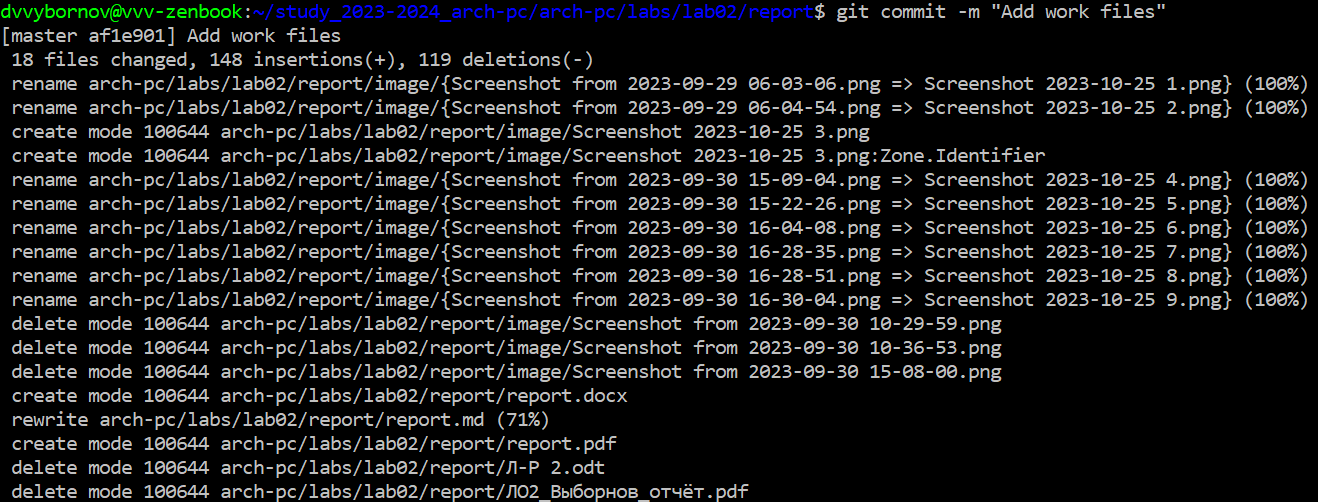 dvvybornov@vvv-zenbook:~/study_2023-2024_arch-pc/arch-pc/labs/lab02/report$ git commit -m "Add work files"
[master af1e901] Add work files
 18 files changed, 148 insertions(+), 119 deletions(-)
 rename arch-pc/labs/lab02/report/image/{Screenshot from 2023-09-29 06-03-06.png => Screenshot 2023-10-25 1.png} (100%)
 rename arch-pc/labs/lab02/report/image/{Screenshot from 2023-09-29 06-04-54.png => Screenshot 2023-10-25 2.png} (100%)
 create mode 100644 arch-pc/labs/lab02/report/image/Screenshot 2023-10-25 3.png
 create mode 100644 arch-pc/labs/lab02/report/image/Screenshot 2023-10-25 3.png:Zone.Identifier
 rename arch-pc/labs/lab02/report/image/{Screenshot from 2023-09-30 15-09-04.png => Screenshot 2023-10-25 4.png} (100%)
 rename arch-pc/labs/lab02/report/image/{Screenshot from 2023-09-30 15-22-26.png => Screenshot 2023-10-25 5.png} (100%)
 rename arch-pc/labs/lab02/report/image/{Screenshot from 2023-09-30 16-04-08.png => Screenshot 2023-10-25 6.png} (100%)
 rename arch-pc/labs/lab02/report/image/{Screenshot from 2023-09-30 16-28-35.png => Screenshot 2023-10-25 7.png} (100%)
 rename arch-pc/labs/lab02/report/image/{Screenshot from 2023-09-30 16-28-51.png => Screenshot 2023-10-25 8.png} (100%)
 rename arch-pc/labs/lab02/report/image/{Screenshot from 2023-09-30 16-30-04.png => Screenshot 2023-10-25 9.png} (100%)
 delete mode 100644 arch-pc/labs/lab02/report/image/Screenshot from 2023-09-30 10-29-59.png
 delete mode 100644 arch-pc/labs/lab02/report/image/Screenshot from 2023-09-30 10-36-53.png
 delete mode 100644 arch-pc/labs/lab02/report/image/Screenshot from 2023-09-30 15-08-00.png
 create mode 100644 arch-pc/labs/lab02/report/report.docx
 rewrite arch-pc/labs/lab02/report/report.md (71%)
 create mode 100644 arch-pc/labs/lab02/report/report.pdf
 delete mode 100644 arch-pc/labs/lab02/report/Л-Р 2.odt
 delete mode 100644 arch-pc/labs/lab02/report/ЛО2_Выборнов_отчёт.pdf